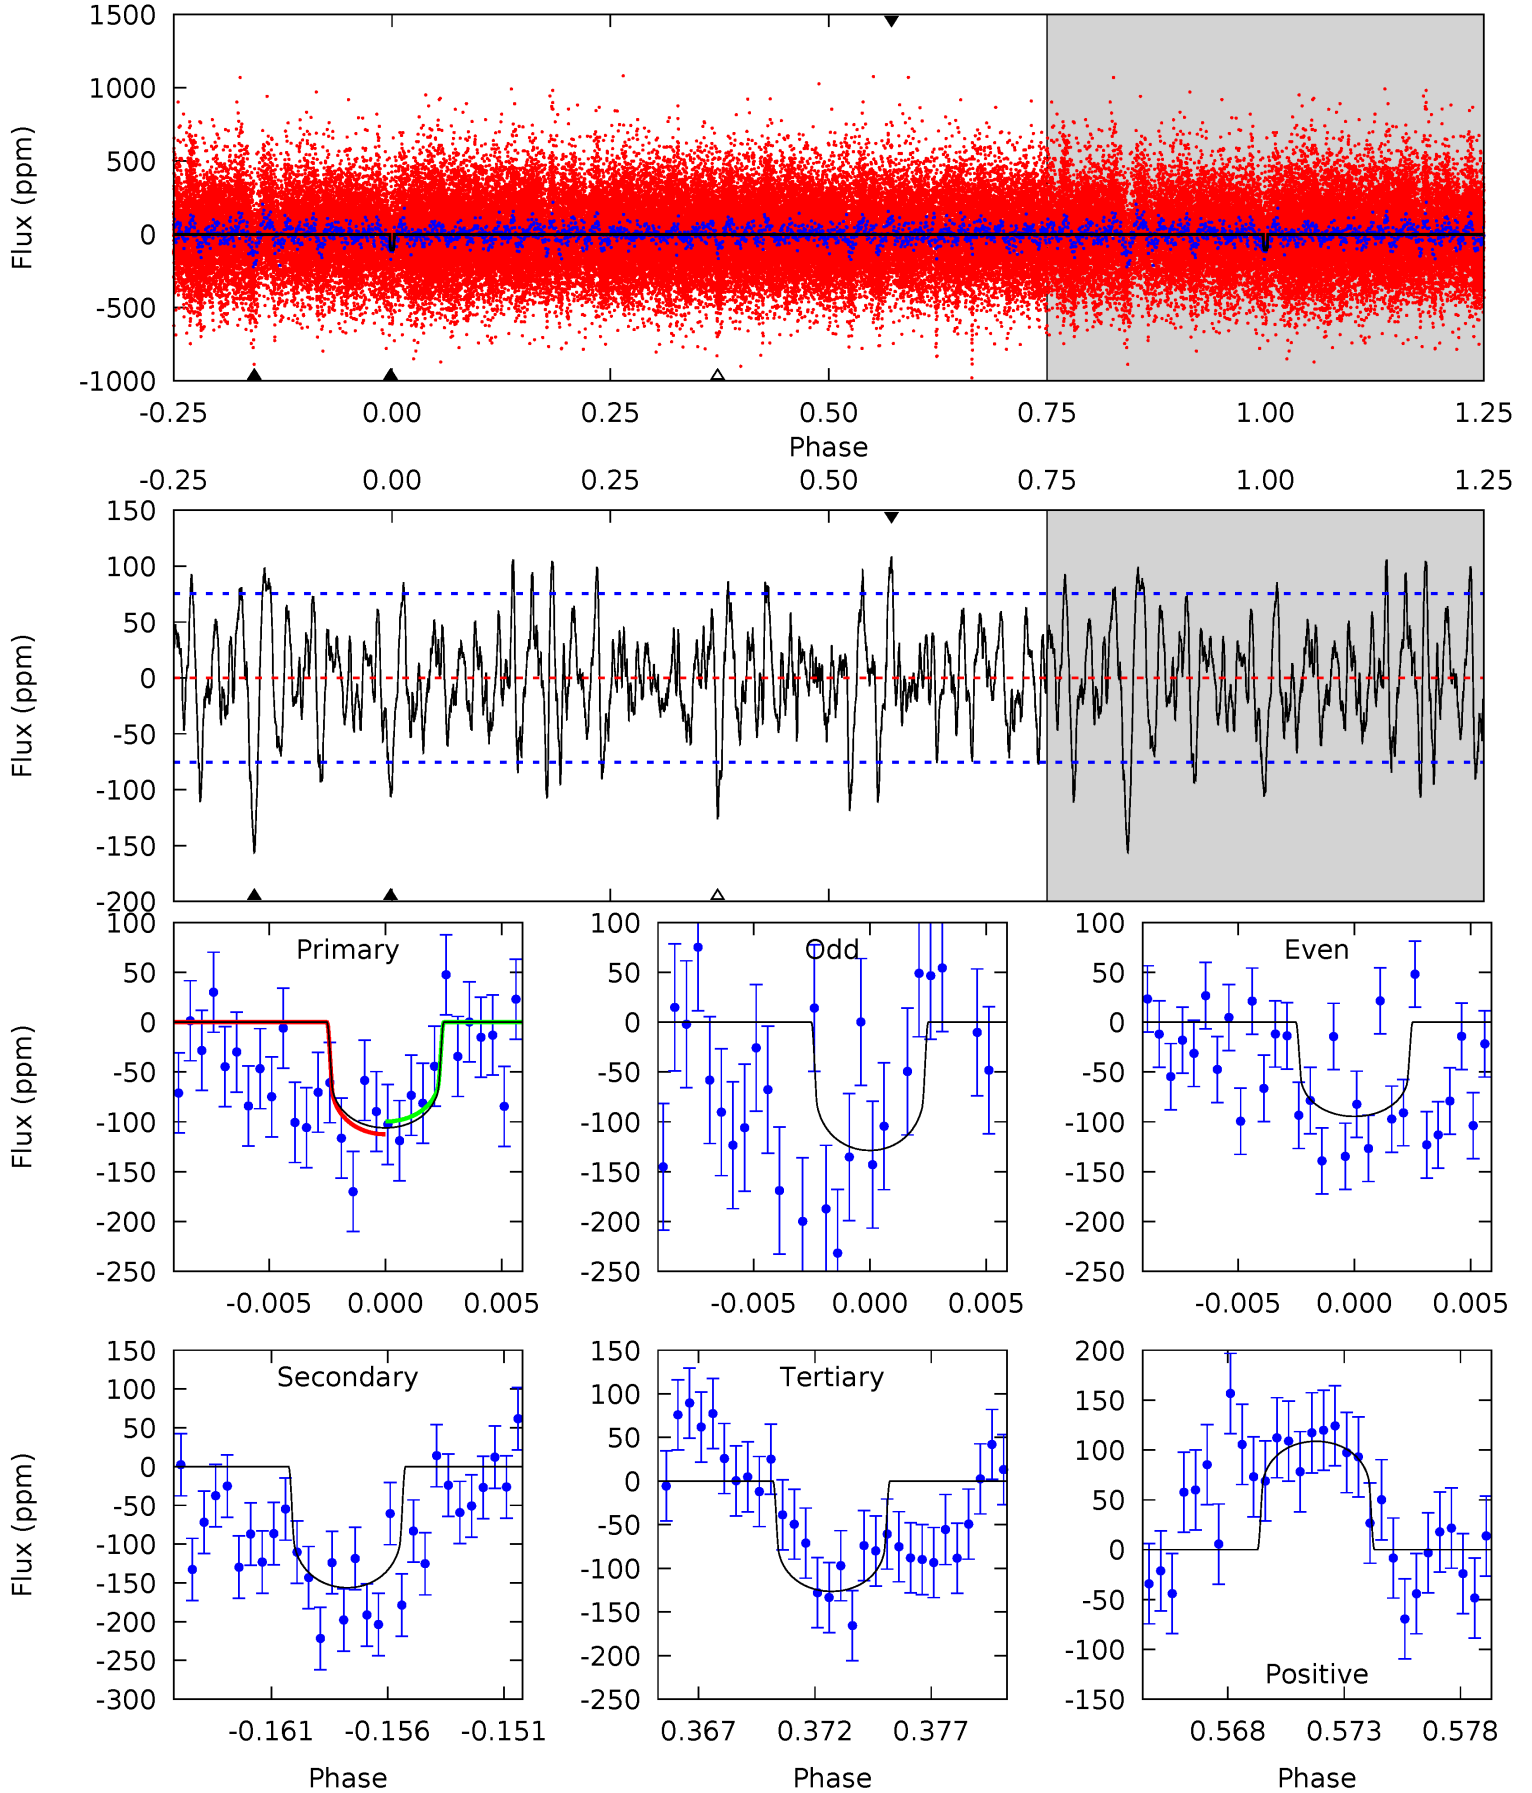 1500
1000
500
0
-500
-1000
Flux (ppm)
-0.25 0.00 0.25 0.50 0.75 1.00 1.25
Phase
-0.25 0.00 0.25 0.50 0.75 1.00 1.25
150
100
50
0
-50
-100
-150
-200
Flux (ppm)
Primary Odd Even
100 100 100
50 50 50
0 0 0
-50 -50 -50
-100 -100 -100
-150 -150 -150
-200 -200 -200
-250 -250 -250
Flux (ppm)
-0.005 0.000 0.005 -0.005 0.000 0.005 -0.005 0.000 0.005
Secondary Tertiary Positive
150 150 200
100 100 150
50 50 100
0 0 50
-50 -50 0
-100 -100 -50
-150 -150 -100
-200 -200 -150
-250 -250
-300
Flux (ppm)
-0.161 -0.156 -0.151 0.367 0.372 0.377 0.568 0.573 0.578
Phase Phase Phase